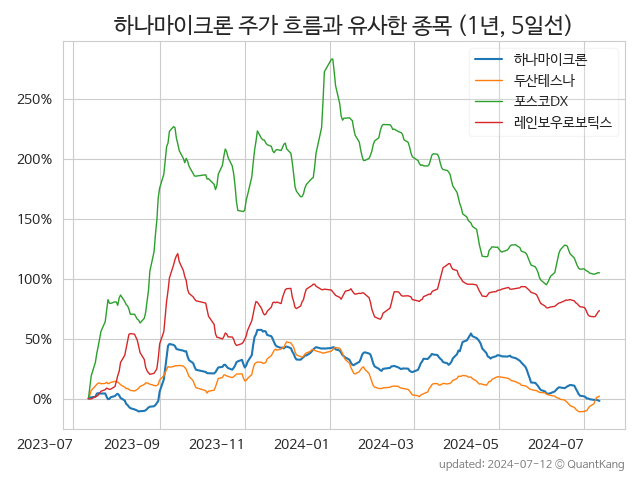 하나마이크론 주가 흐름과 유사한 종목 (1년, 5일선)
하나마이크론
두산테스나
포스코DX
레인보우로보틱스
250%
200%
150%
100%
50%
0%
2023-07 2023-09 2023-11 2024-01 2024-03 2024-05 2024-07
updated: 2024-07-12 © QuantKang